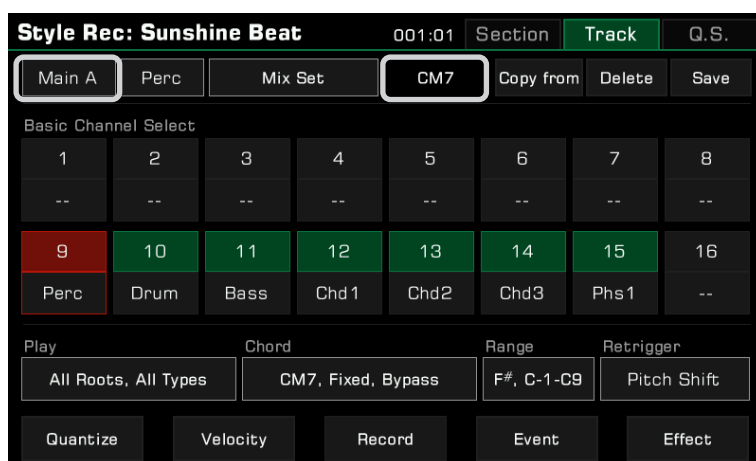 Style Rec: Sunshine Beat 001:01 Section Track Q.S.
Main A Perc Mix Set CM7 Copy from Delete Save
Basic Channel Select
1 2 3 4 5 6 7 8
-- -- -- -- -- -- -- --
9 10 11 12 13 14 15 16
Perc Drum Bass Chd1 Chd2 Chd3 Phs1 --
Play Chord Range Retrigger
All Roots, All Types CM7, Fixed, Bypass F#, C-1-C9 Pitch Shift
Quantize Velocity Record Event Effect